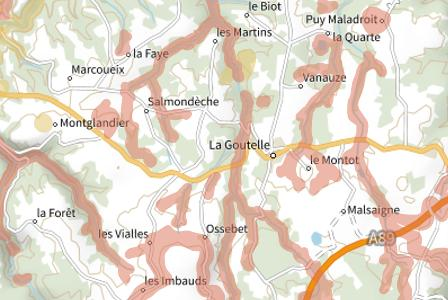 le Biot
Puy Maladroit
les Martins
la Quarte
la Faye
Marcoueix
Vanauze
Salmondèche
Montglandier
La Goutelle
le Montot
la Forêt
Malsaigne
les Vialles
Ossebet
A89
les Imbauds